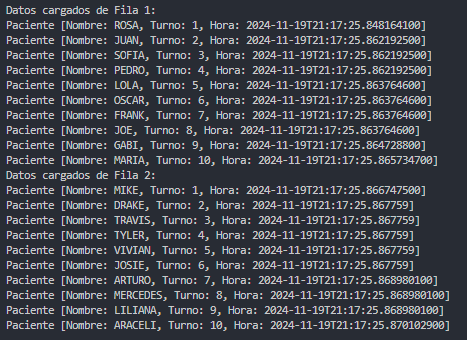 Datos cargados de Fila 1:
Paciente [Nombre: ROSA, Turno: 1, Hora: 2024-11-19T21:17:25.848164100]
Paciente [Nombre: JUAN, Turno: 2, Hora: 2024-11-19T21:17:25.862192500]
Paciente [Nombre: SOFIA, Turno: 3, Hora: 2024-11-19T21:17:25.862192500]
Paciente [Nombre: PEDRO, Turno: 4, Hora: 2024-11-19T21:17:25.862192500]
Paciente [Nombre: LOLA, Turno: 5, Hora: 2024-11-19T21:17:25.863764600]
Paciente [Nombre: OSCAR, Turno: 6, Hora: 2024-11-19T21:17:25.863764600]
Paciente [Nombre: FRANK, Turno: 7, Hora: 2024-11-19T21:17:25.863764600]
Paciente [Nombre: JOE, Turno: 8, Hora: 2024-11-19T21:17:25.863764600]
Paciente [Nombre: GABI, Turno: 9, Hora: 2024-11-19T21:17:25.864728800]
Paciente [Nombre: MARIA, Turno: 10, Hora: 2024-11-19T21:17:25.865734700]
Datos cargados de Fila 2:
Paciente [Nombre: MIKE, Turno: 1, Hora: 2024-11-19T21:17:25.866747500]
Paciente [Nombre: DRAKE, Turno: 2, Hora: 2024-11-19T21:17:25.867759]
Paciente [Nombre: TRAVIS, Turno: 3, Hora: 2024-11-19T21:17:25.867759]
Paciente [Nombre: TYLER, Turno: 4, Hora: 2024-11-19T21:17:25.867759]
Paciente [Nombre: VIVIAN, Turno: 5, Hora: 2024-11-19T21:17:25.867759]
Paciente [Nombre: JOSIE, Turno: 6, Hora: 2024-11-19T21:17:25.867759]
Paciente [Nombre: ARTURO, Turno: 7, Hora: 2024-11-19T21:17:25.868980100]
Paciente [Nombre: MERCEDES, Turno: 8, Hora: 2024-11-19T21:17:25.868980100]
Paciente [Nombre: LILIANA, Turno: 9, Hora: 2024-11-19T21:17:25.868980100]
Paciente [Nombre: ARACELI, Turno: 10, Hora: 2024-11-19T21:17:25.870102900]